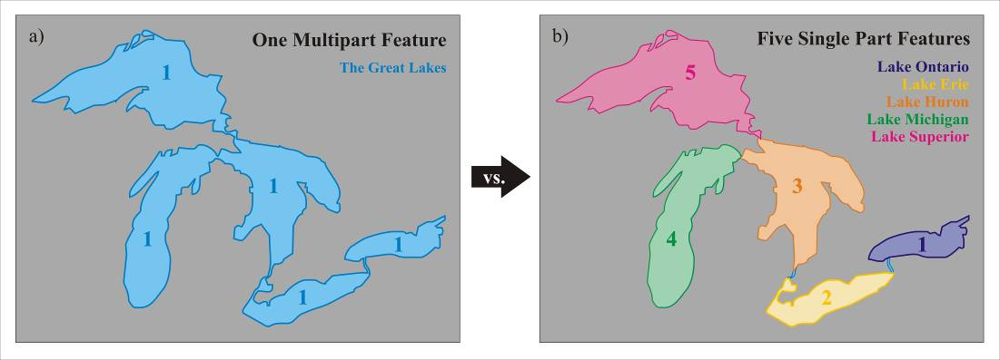 a)
One Multipart Feature
The Great Lakes
1
1
1
1
1
vs.
b)
Five Single Part Features
Lake Ontario
Lake Erie
Lake Huron
Lake Michigan
Lake Superior
5
3
4
1
2